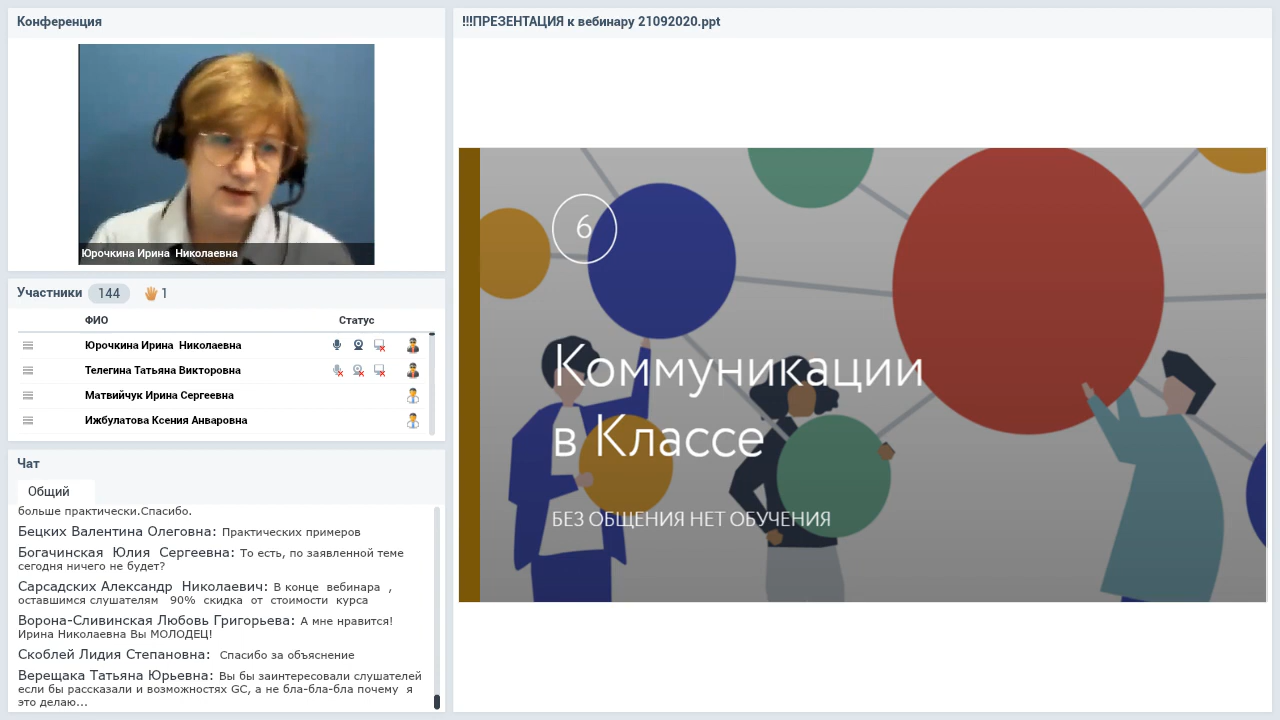 Конференция
Юрочкина Ирина  Николаевна
Участники 144 1
ФИО Статус
Юрочкина Ирина  Николаевна
Телегина Татьяна Викторовна
Матвийчук Ирина Сергеевна
Ижбулатова Ксения Анваровна
Чат
Общий
больше практически.Спасибо.
Бецких Валентина Олеговна: Практических примеров
Богачинская  Юлия  Сергеевна: То есть, по заявленной теме
сегодня ничего не будет?
Сарсадских Александр  Николаевич: В конце  вебинара  ,
оставшимся слушателям   90%  скидка  от  стоимости  курса
Ворона-Сливинская Любовь Григорьева: А мне нравится!
Ирина Николаевна Вы МОЛОДЕЦ!
Скоблей Лидия Степановна:  Спасибо за объяснение
Верещака Татьяна Юрьевна: Вы бы заинтересовали слушателей
если бы рассказали и возможностях GC, а не бла-бла-бла почему  я
это делаю...
!!!ПРЕЗЕНТАЦИЯ к вебинару 21092020.ppt
6
Коммуникации
в Классе
БЕЗ ОБЩЕНИЯ НЕТ ОБУЧЕНИЯ